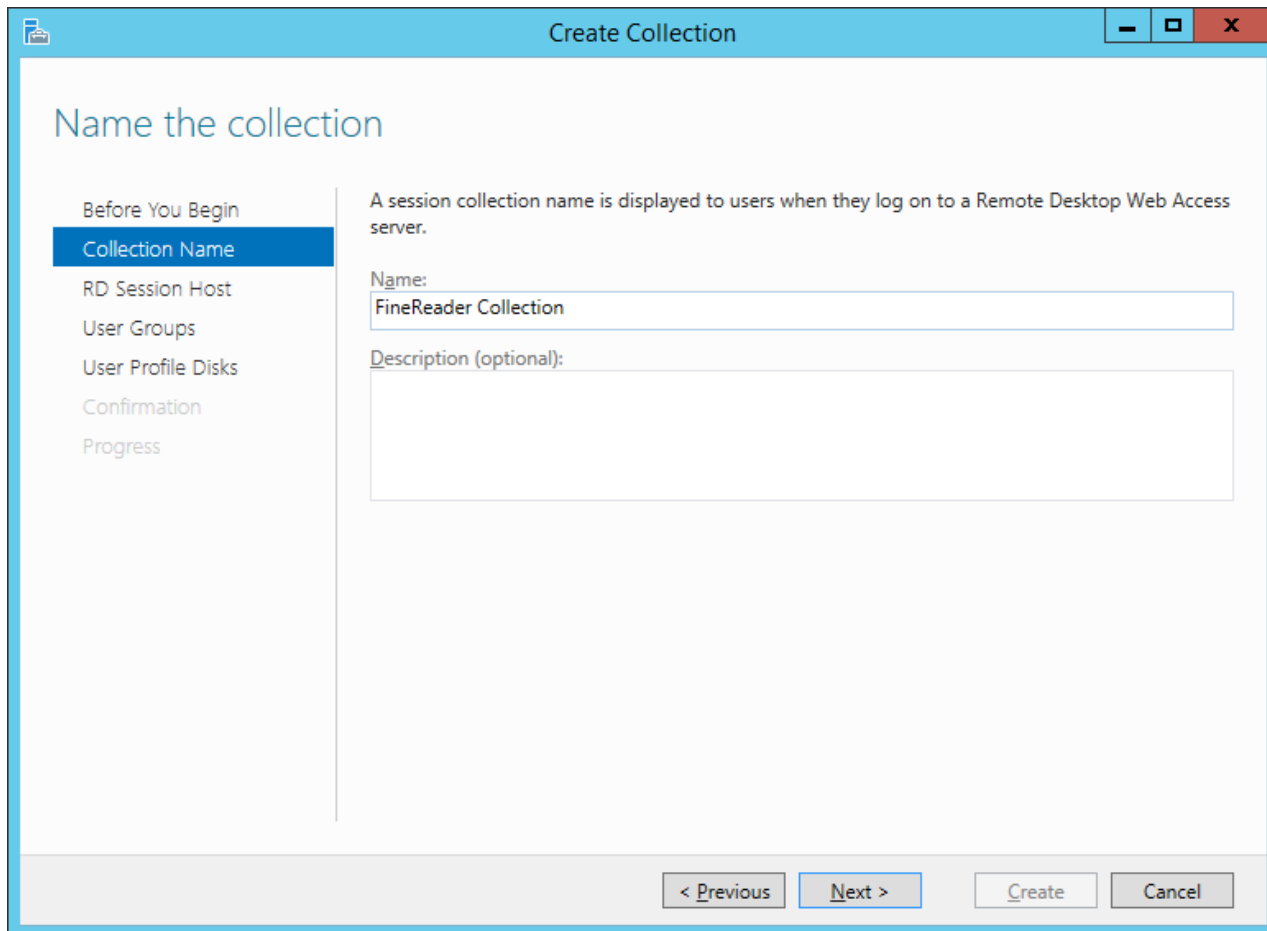 Create Collection
Name the collection
Before You Begin
Collection Name
RD Session Host
User Groups
User Profile Disks
Confirmation
Progress
A session collection name is displayed to users when they log on to a Remote Desktop Web Access
server.
Name:
FineReader Collection
Description (optional):
< Previous
Next >
Create
Cancel